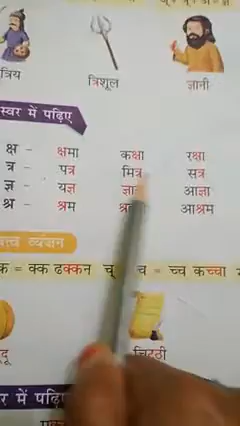 त्रिशूल ज्ञानी
स्वर में पढ़िए
क्ष – क्षमा कक्षा रक्षा
त्र – पत्र मित्र सत्र
ज्ञ – यज्ञ आज्ञा
श्र – श्रम आश्रम
व्यंजन
क = क्क ढक्कन च = च्च कच्चा
चिट्ठी
में पढ़िए